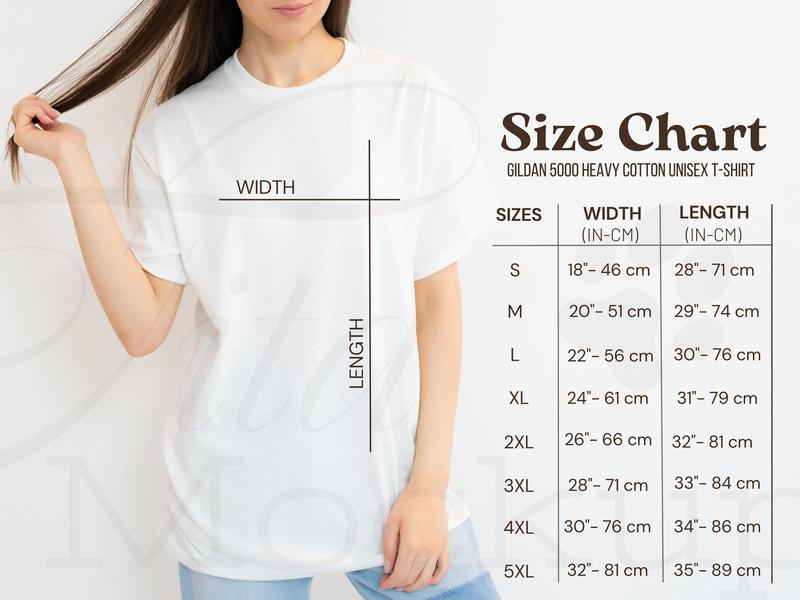 Size Chart
GILDAN 5000 HEAVY COTTON UNISEX T-SHIRT
WIDTH
LENGTH
SIZES WIDTH (IN-CM) LENGTH (IN-CM)
S 18"- 46 cm 28"- 71 cm
M 20"- 51 cm 29"- 74 cm
L 22"- 56 cm 30"- 76 cm
XL 24"- 61 cm 31"- 79 cm
2XL 26"- 66 cm 32"- 81 cm
3XL 28"- 71 cm 33"- 84 cm
4XL 30"- 76 cm 34"- 86 cm
5XL 32"- 81 cm 35"- 89 cm
Mockup